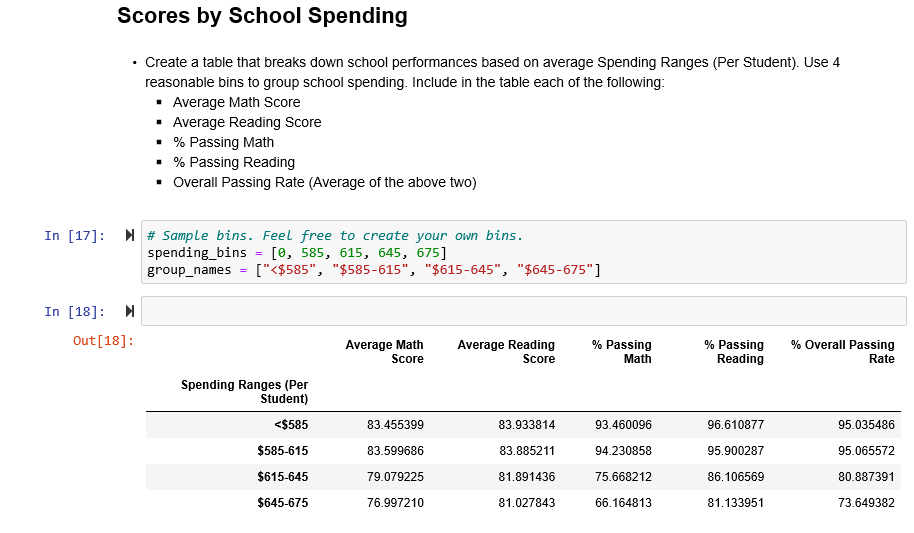 Scores by School Spending
• Create a table that breaks down school performances based on average Spending Ranges (Per Student). Use 4
reasonable bins to group school spending. Include in the table each of the following:
▪ Average Math Score
▪ Average Reading Score
▪ % Passing Math
▪ % Passing Reading
▪ Overall Passing Rate (Average of the above two)
In [17]: # Sample bins. Feel free to create your own bins.
spending_bins = [0, 585, 615, 645, 675]
group_names = ["<$585", "$585-615", "$615-645", "$645-675"]
In [18]:
Out[18]:
Average Math Average Reading % Passing % Passing % Overall Passing
Score Score Math Reading Rate
Spending Ranges (Per
Student)
<$585 83.455399 83.933814 93.460096 96.610877 95.035486
$585-615 83.599686 83.885211 94.230858 95.900287 95.065572
$615-645 79.079225 81.891436 75.668212 86.106569 80.887391
$645-675 76.997210 81.027843 66.164813 81.133951 73.649382